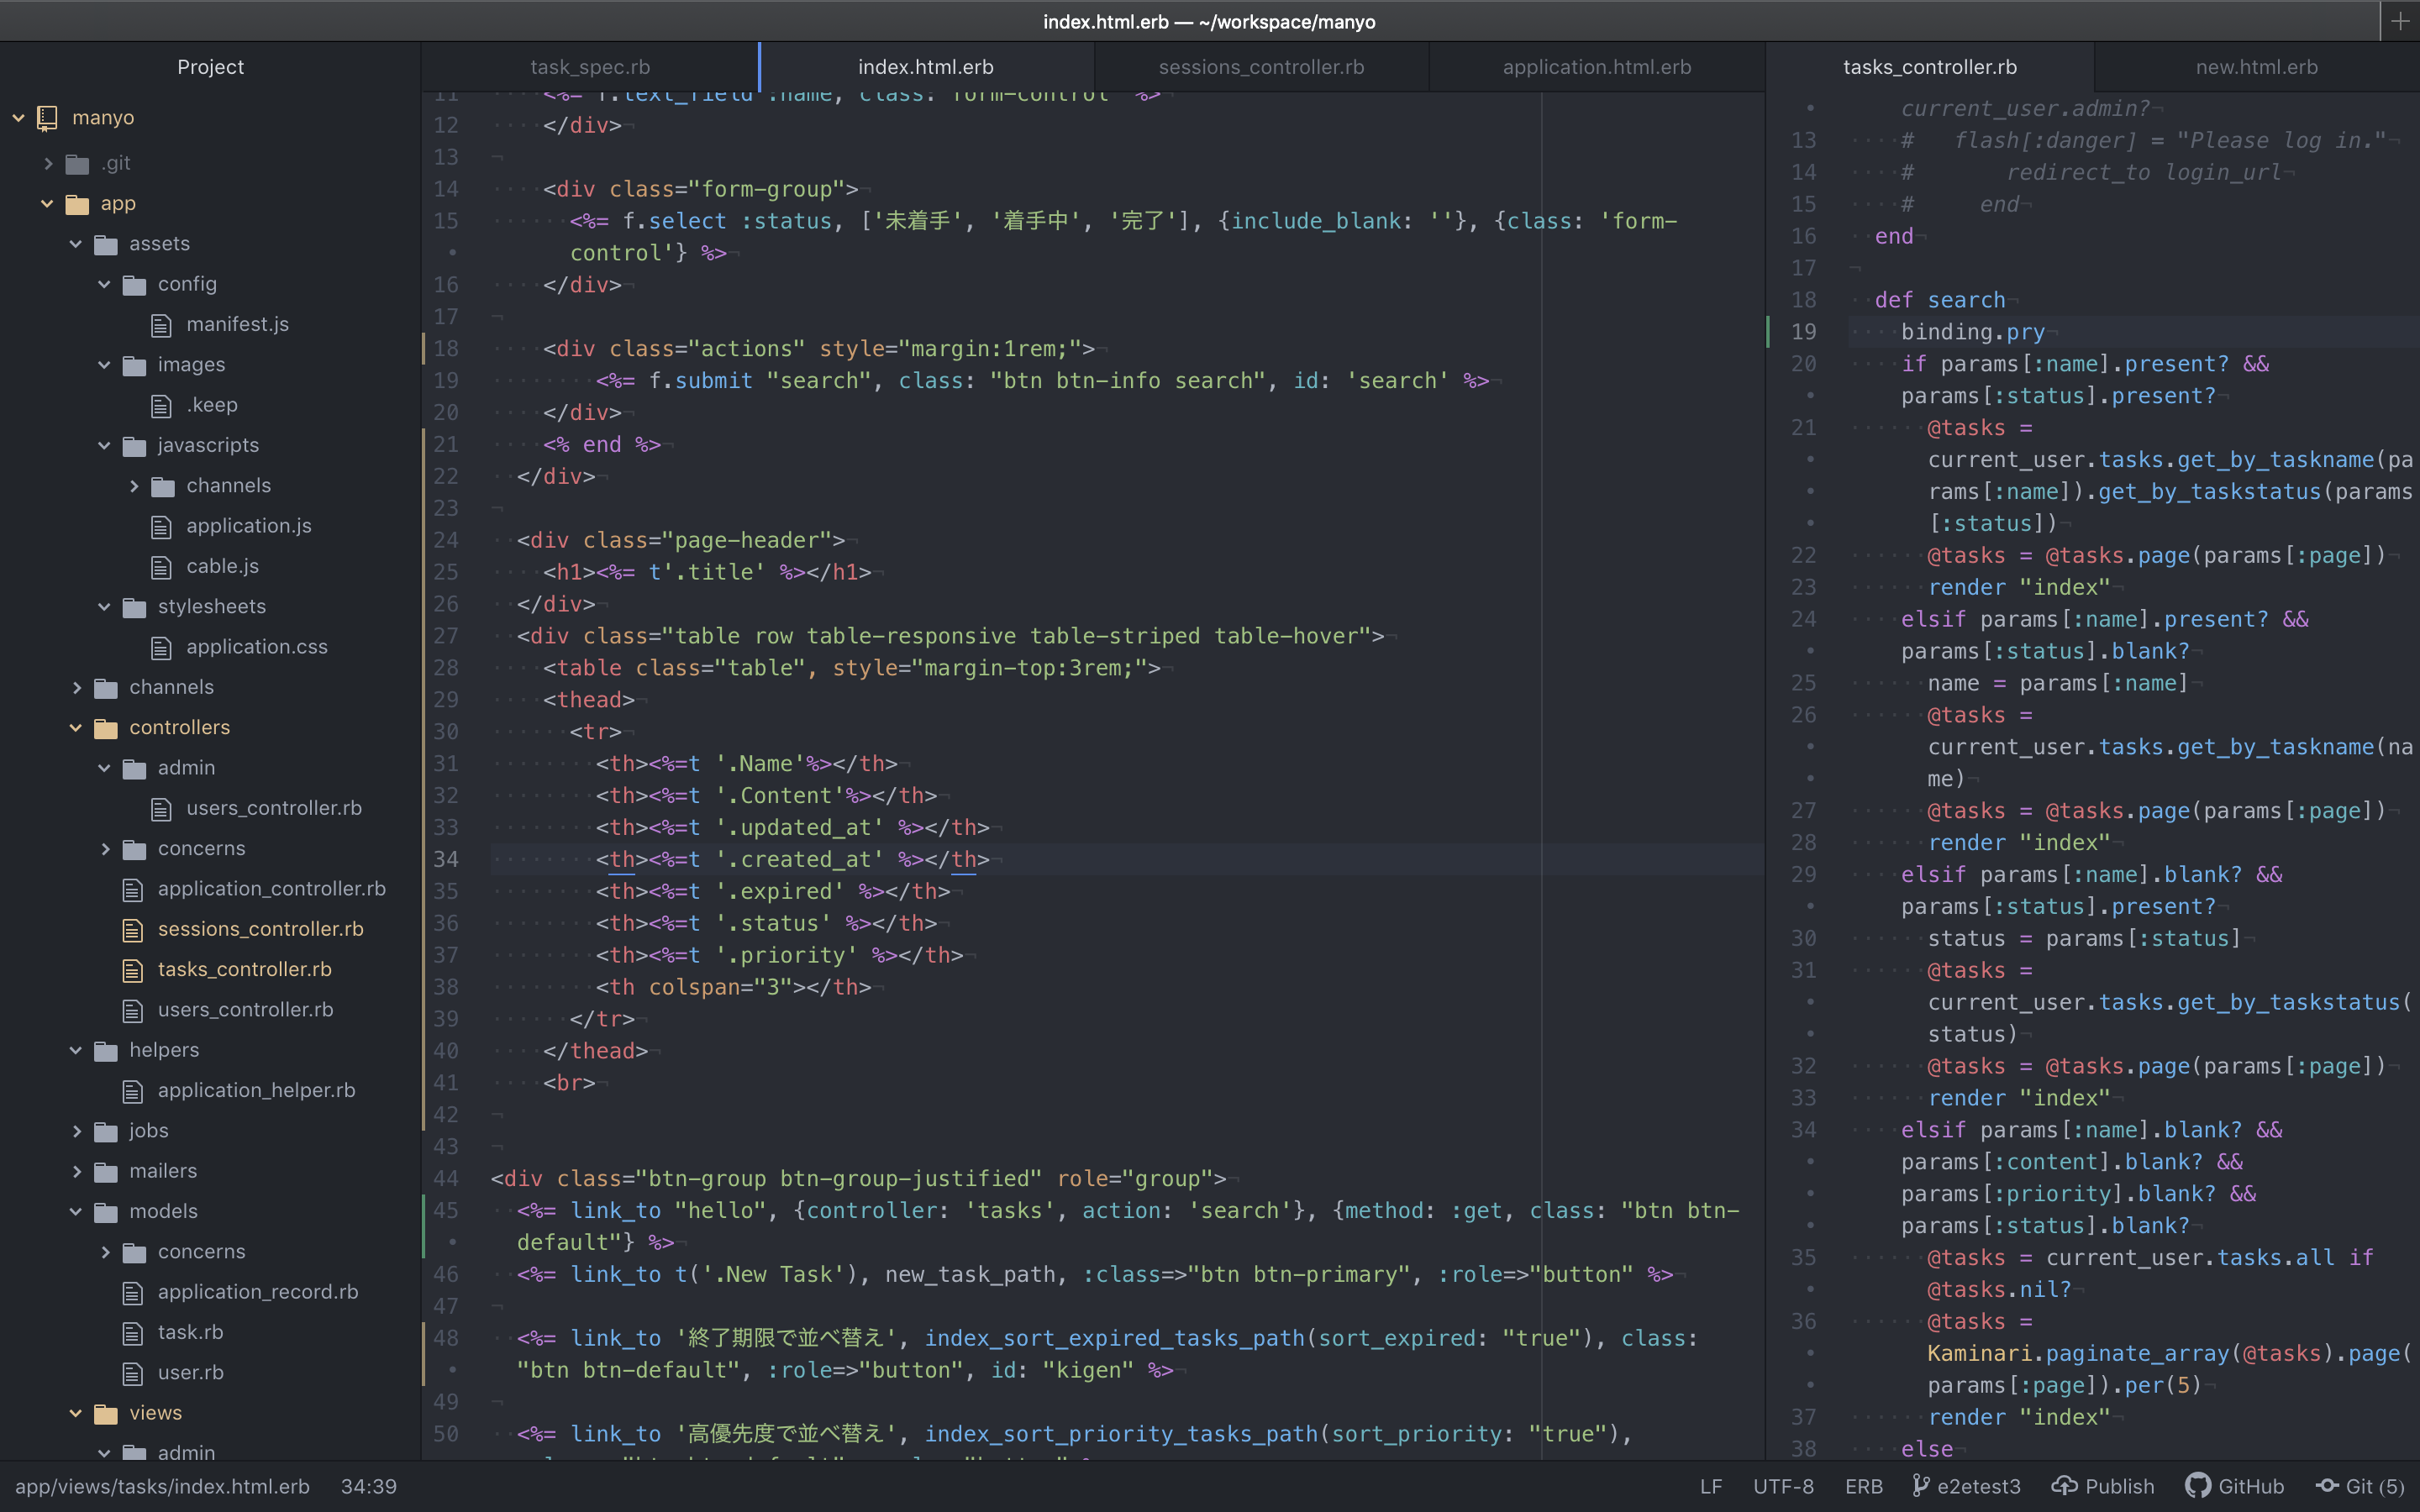 index.html.erb — ~/workspace/manyo
Project
manyo
.git
app
assets
config
manifest.js
images
.keep
javascripts
channels
application.js
cable.js
stylesheets
application.css
channels
controllers
admin
users_controller.rb
concerns
application_controller.rb
sessions_controller.rb
tasks_controller.rb
users_controller.rb
helpers
application_helper.rb
jobs
mailers
models
concerns
application_record.rb
task.rb
user.rb
views
admin
task_spec.rb
index.html.erb
sessions_controller.rb
application.html.erb
11 <%= f.text_field :name, class: 'form-control' %>
12 </div>
13
14 <div class="form-group">
15 <%= f.select :status, ['未着手', '着手中', '完了'], {include_blank: ''}, {class: 'form-
control'} %>
16 </div>
17
18 <div class="actions" style="margin:1rem;">
19 <%= f.submit "search", class: "btn btn-info search", id: 'search' %>
20 </div>
21 <% end %>
22 </div>
23
24 <div class="page-header">
25 <h1><%= t'.title' %></h1>
26 </div>
27 <div class="table row table-responsive table-striped table-hover">
28 <table class="table", style="margin-top:3rem;">
29 <thead>
30 <tr>
31 <th><%=t '.Name'%></th>
32 <th><%=t '.Content'%></th>
33 <th><%=t '.updated_at' %></th>
34 <th><%=t '.created_at' %></th>
35 <th><%=t '.expired' %></th>
36 <th><%=t '.status' %></th>
37 <th><%=t '.priority' %></th>
38 <th colspan="3"></th>
39 </tr>
40 </thead>
41 <br>
42
43
44 <div class="btn-group btn-group-justified" role="group">
45 <%= link_to "hello", {controller: 'tasks', action: 'search'}, {method: :get, class: "btn btn-
default"} %>
46 <%= link_to t('.New Task'), new_task_path, :class=>"btn btn-primary", :role=>"button" %>
47
48 <%= link_to '終了期限で並べ替え', index_sort_expired_tasks_path(sort_expired: "true"), class:
"btn btn-default", :role=>"button", id: "kigen" %>
49
50 <%= link_to '高優先度で並べ替え', index_sort_priority_tasks_path(sort_priority: "true"),
tasks_controller.rb
new.html.erb
current_user.admin?
13 # flash[:danger] = "Please log in."
14 # redirect_to login_url
15 # end
16 end
17
18 def search
19 binding.pry
20 if params[:name].present? &&
params[:status].present?
21 @tasks =
current_user.tasks.get_by_taskname(pa
rams[:name]).get_by_taskstatus(params
[:status])
22 @tasks = @tasks.page(params[:page])
23 render "index"
24 elsif params[:name].present? &&
params[:status].blank?
25 name = params[:name]
26 @tasks =
current_user.tasks.get_by_taskname(na
me)
27 @tasks = @tasks.page(params[:page])
28 render "index"
29 elsif params[:name].blank? &&
params[:status].present?
30 status = params[:status]
31 @tasks =
current_user.tasks.get_by_taskstatus(
status)
32 @tasks = @tasks.page(params[:page])
33 render "index"
34 elsif params[:name].blank? &&
params[:content].blank? &&
params[:priority].blank? &&
params[:status].blank?
35 @tasks = current_user.tasks.all if
@tasks.nil?
36 @tasks =
Kaminari.paginate_array(@tasks).page(
params[:page]).per(5)
37 render "index"
38 else
app/views/tasks/index.html.erb 34:39
LF UTF-8 ERB e2etest3 Publish GitHub Git (5)